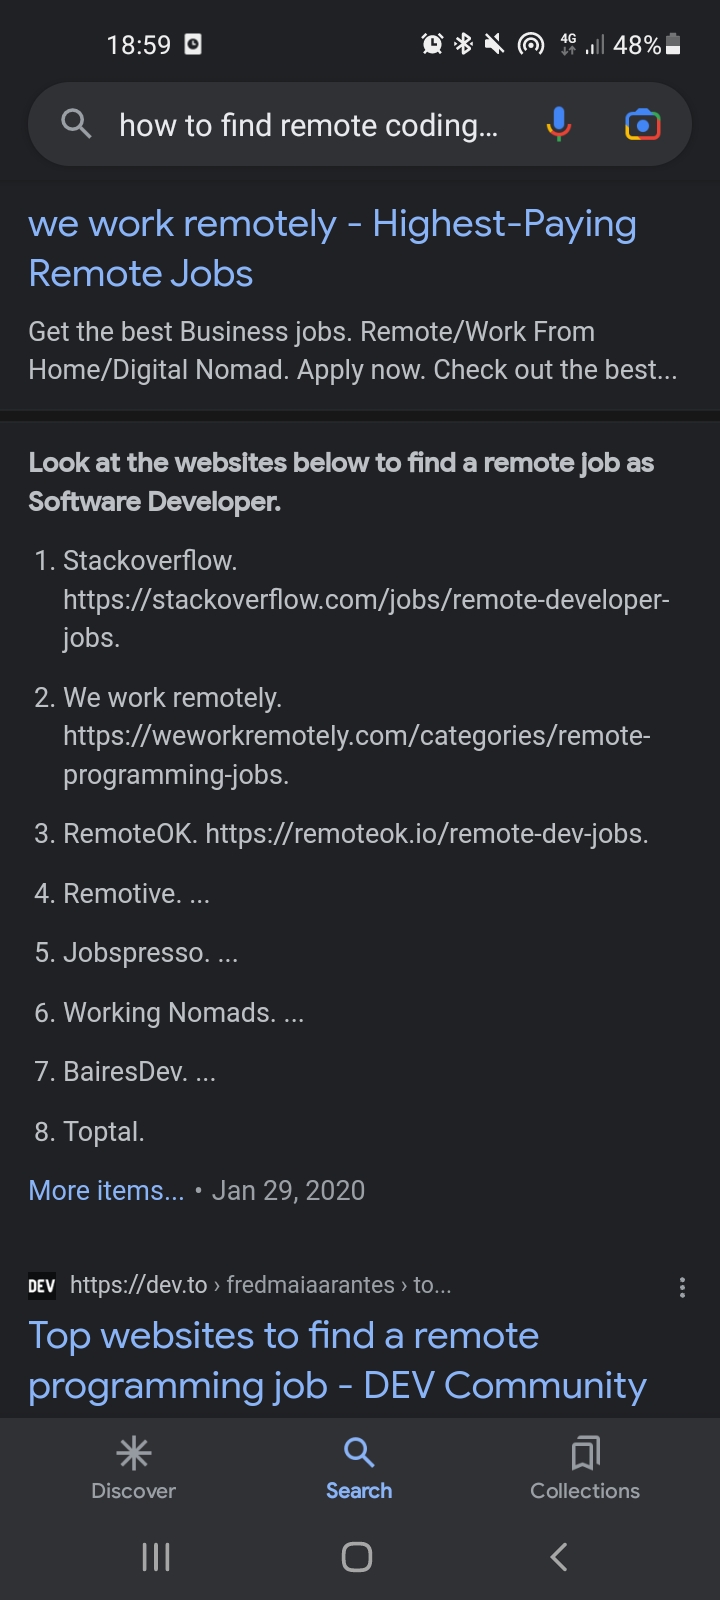 18:59
4G
48%
how to find remote coding...
we work remotely - Highest-Paying
Remote Jobs
Get the best Business jobs. Remote/Work From
Home/Digital Nomad. Apply now. Check out the best...
Look at the websites below to find a remote job as
Software Developer.
1. Stackoverflow.
https://stackoverflow.com/jobs/remote-developer-
jobs.
2. We work remotely.
https://weworkremotely.com/categories/remote-
programming-jobs.
3. RemoteOK. https://remoteok.io/remote-dev-jobs.
4. Remotive. ...
5. Jobspresso. ...
6. Working Nomads. ...
7. BairesDev. ...
8. Toptal.
More items... • Jan 29, 2020
DEV https://dev.to › fredmaiaarantes › to...
Top websites to find a remote
programming job - DEV Community
Discover
Search
Collections